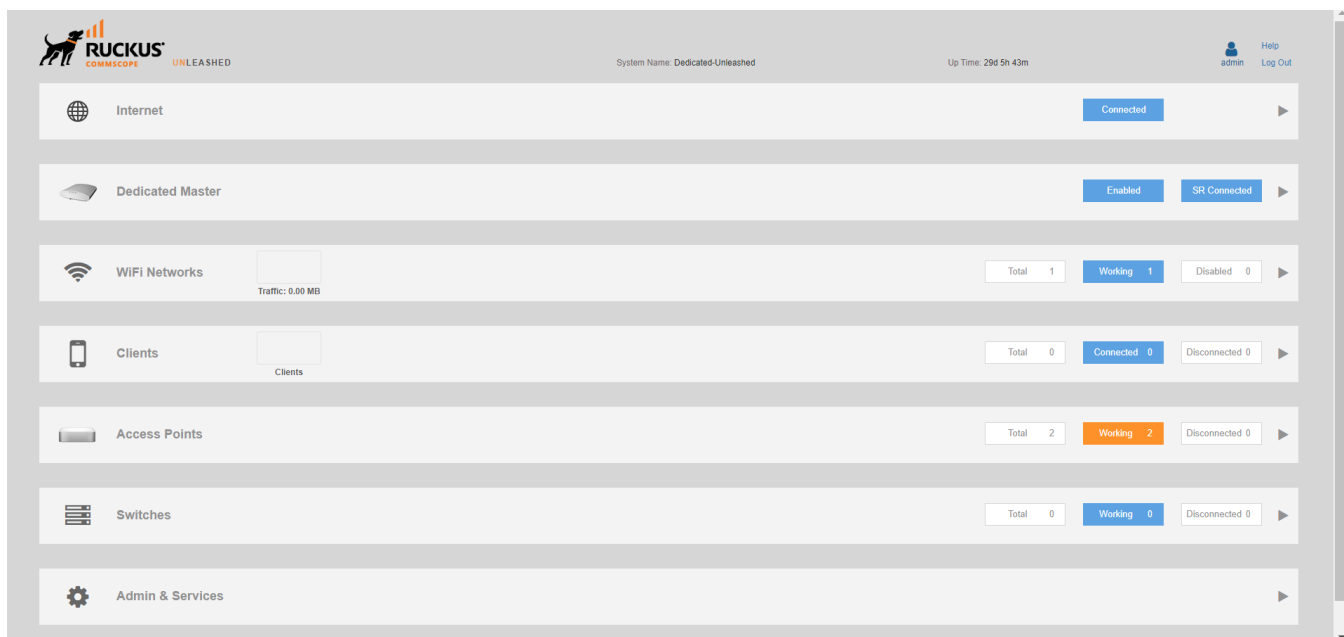 RUCKUS®
COMMSCOPE UNLEASHED
System Name: Dedicated-Unleashed
Up Time: 29d 5h 43m
admin
Help
Log Out
Internet Connected
Dedicated Master Enabled SR Connected
WiFi Networks Total 1 Working 1 Disabled 0
Traffic: 0.00 MB
Clients Total 0 Connected 0 Disconnected 0
Clients
Access Points Total 2 Working 2 Disconnected 0
Switches Total 0 Working 0 Disconnected 0
Admin & Services